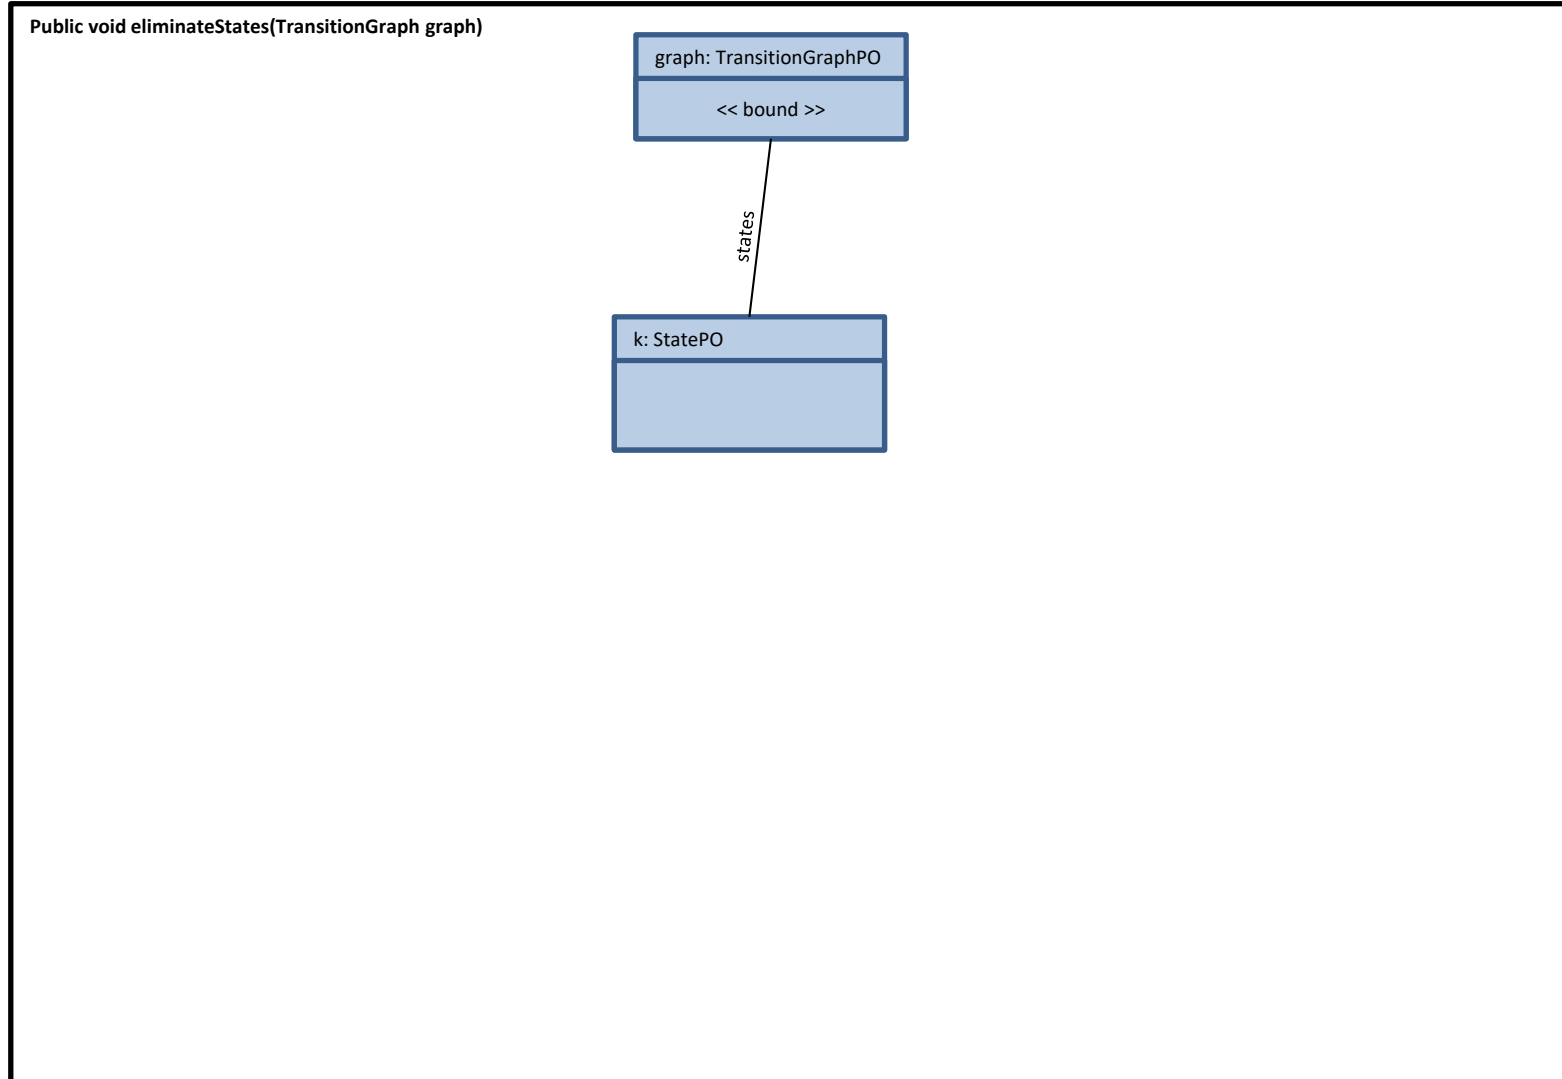 Public void eliminateStates(TransitionGraph graph)
graph: TransitionGraphPO
<< bound >>
states
k: StatePO